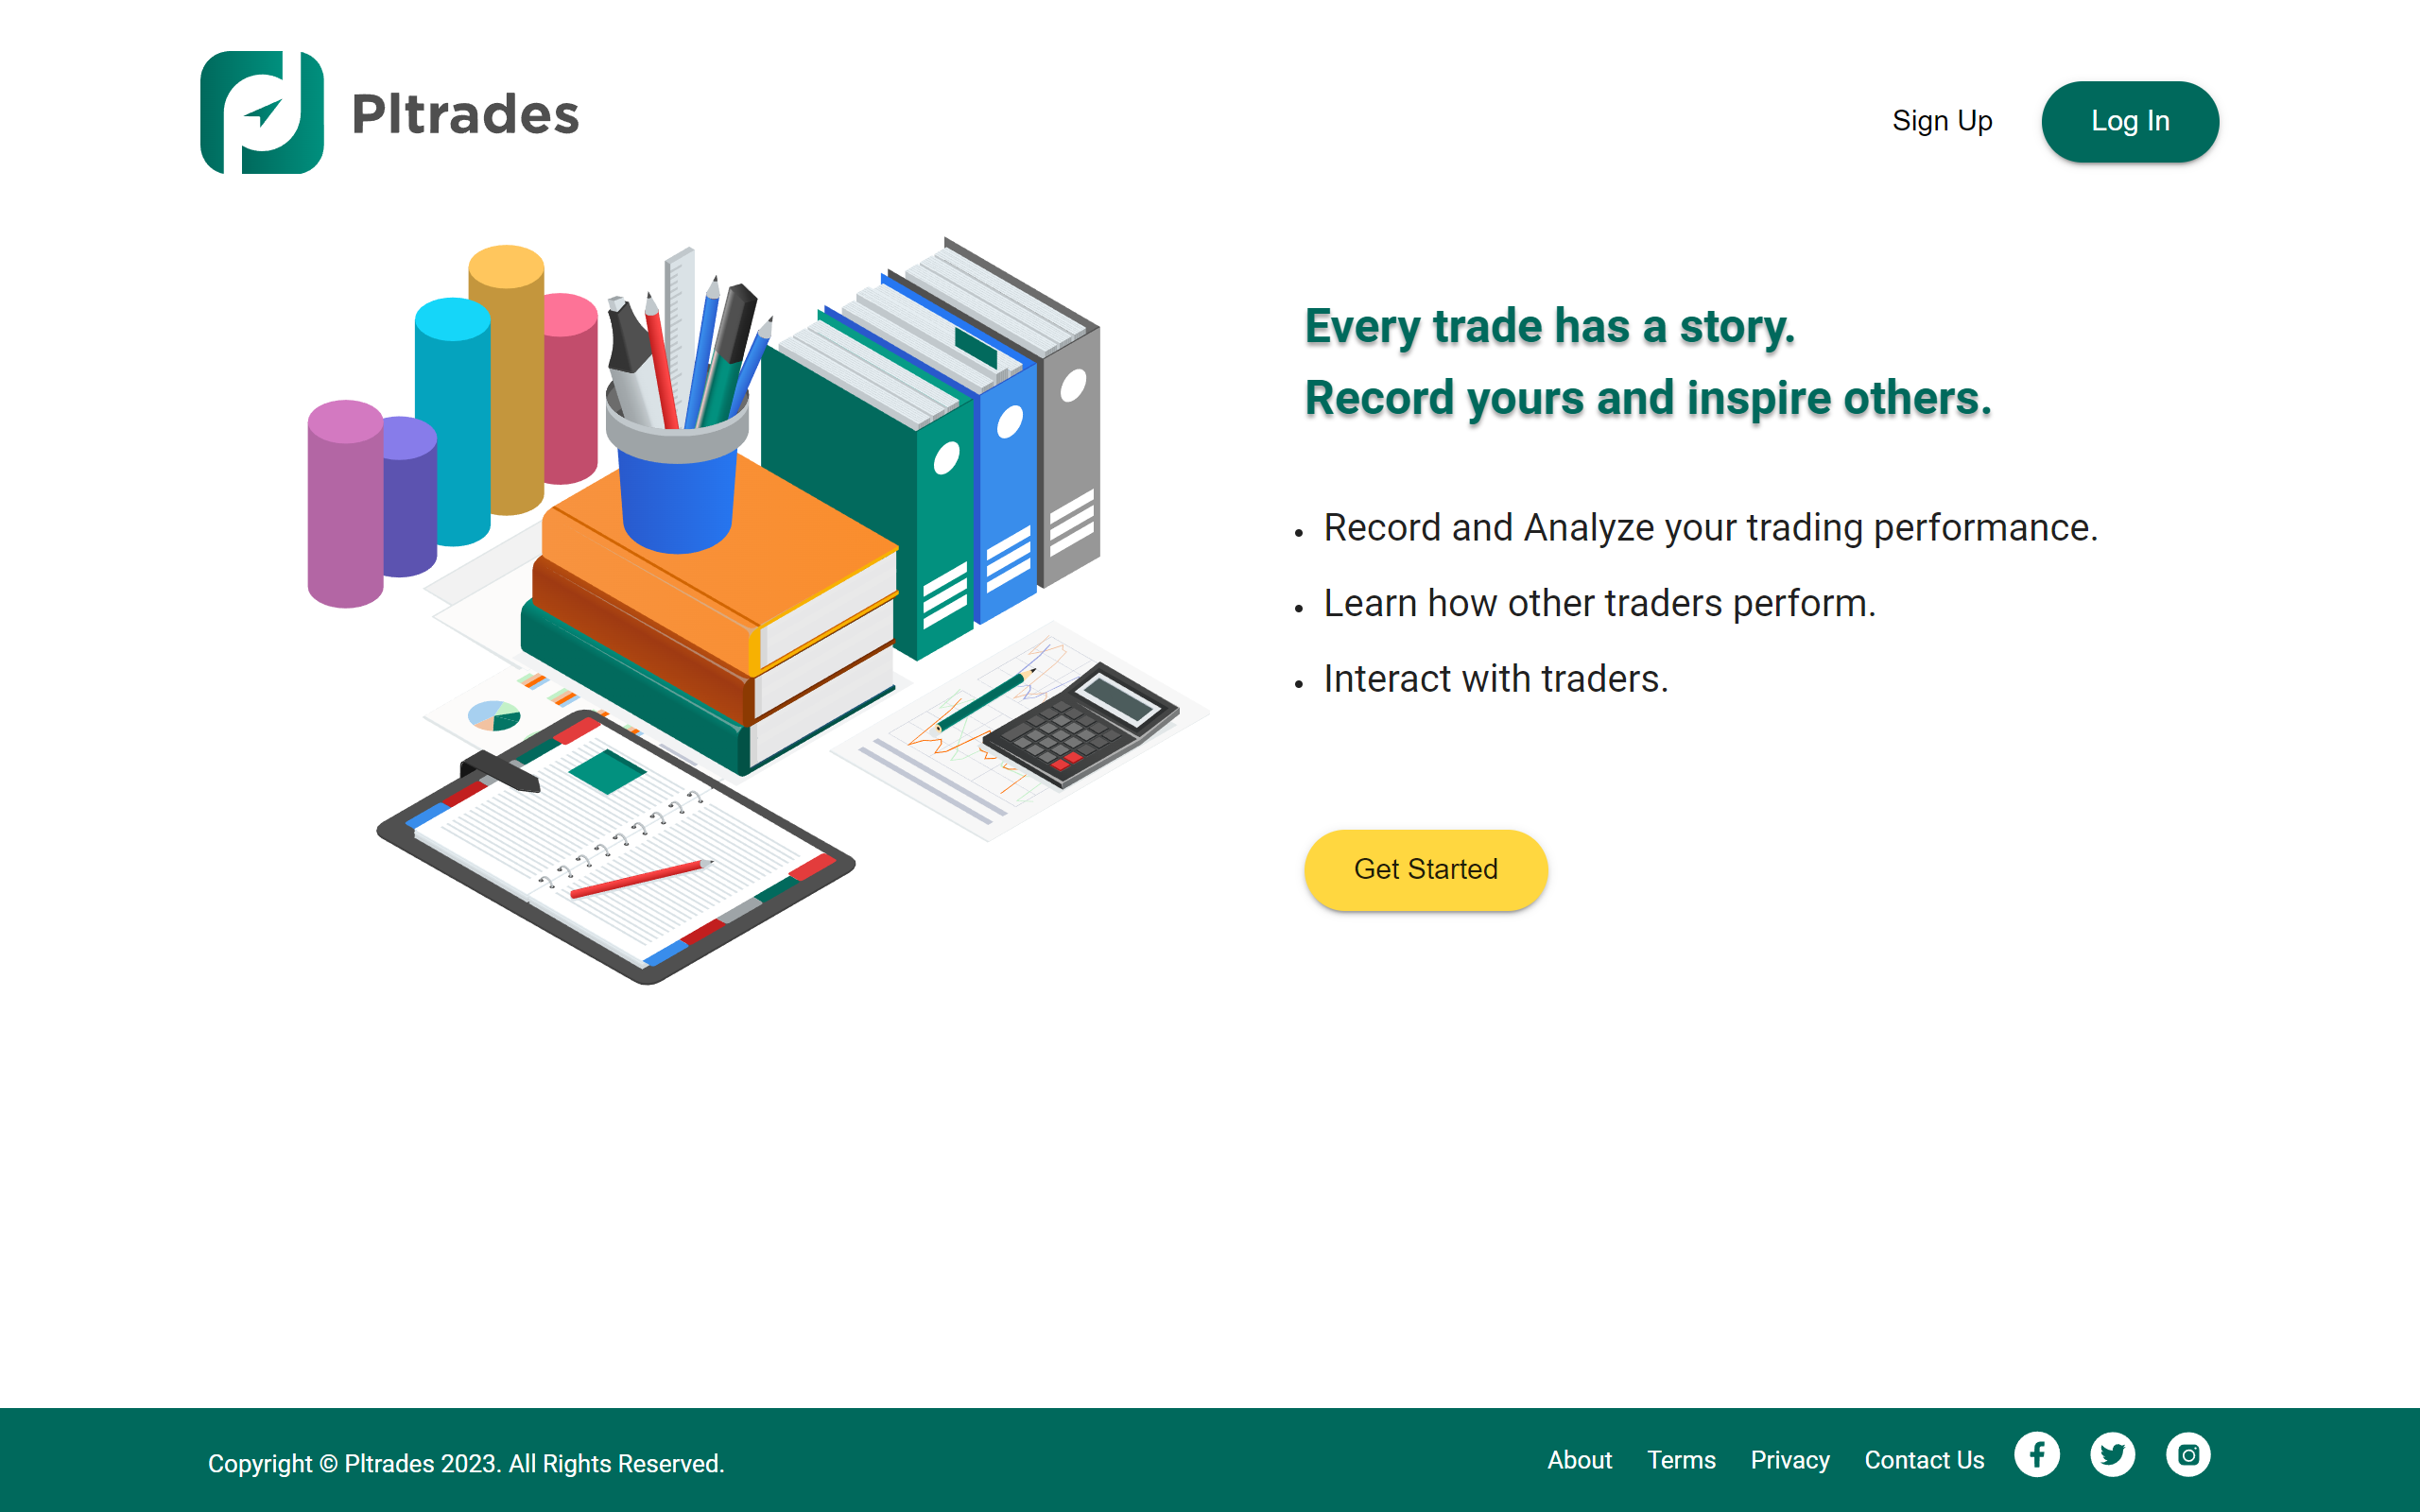 Pltrades
Sign Up
Log In
Every trade has a story.
Record yours and inspire others.
• Record and Analyze your trading performance.
• Learn how other traders perform.
• Interact with traders.
Get Started
Copyright © Pltrades 2023. All Rights Reserved.
About Terms Privacy Contact Us